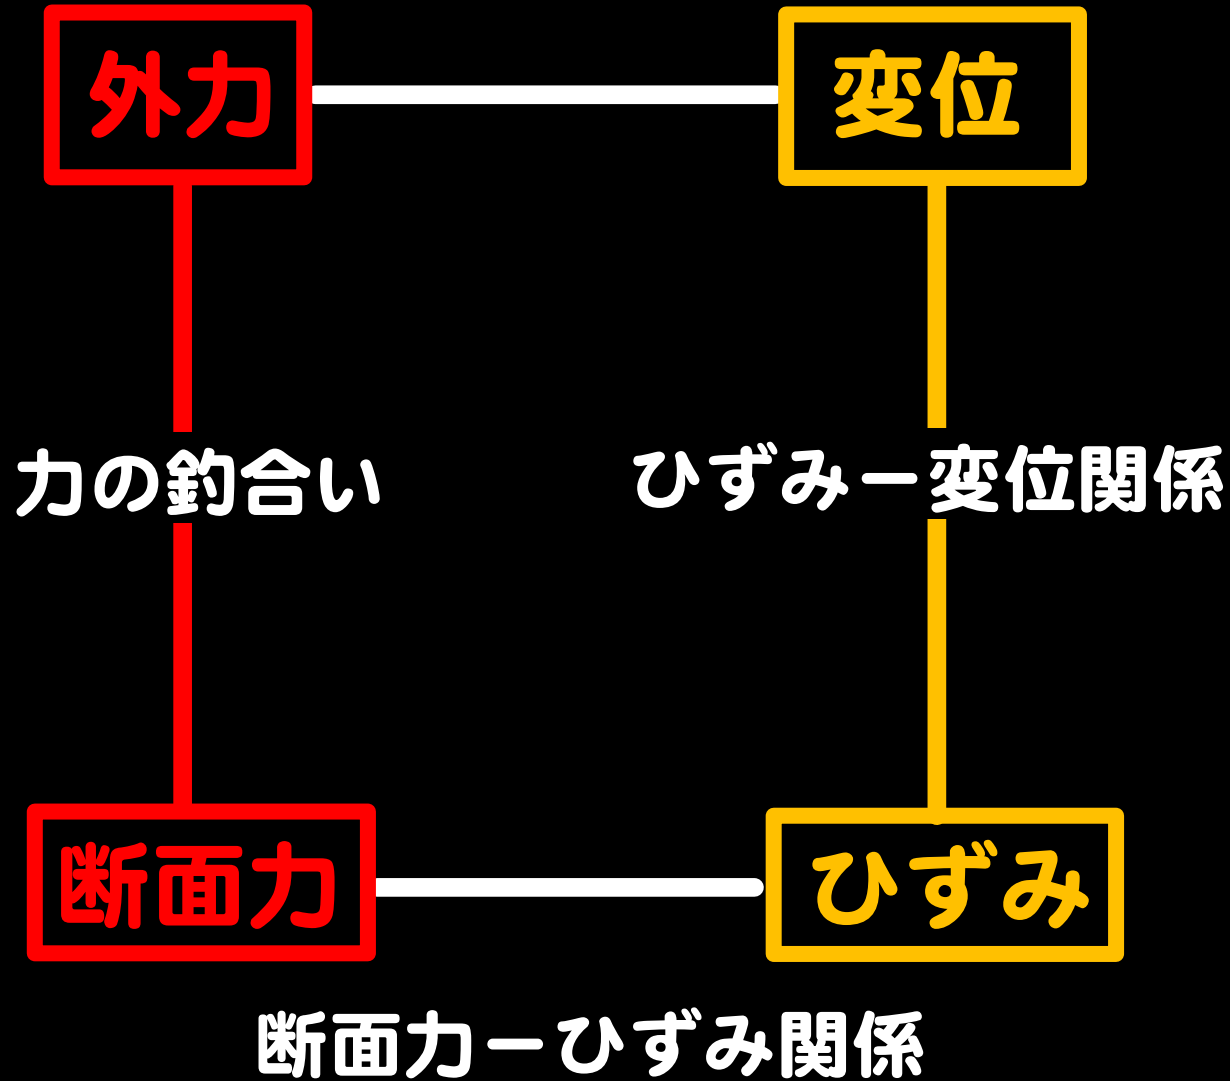 外力
変位
力の釣合い
ひずみー変位関係
断面力
ひずみ
断面力ーひずみ関係